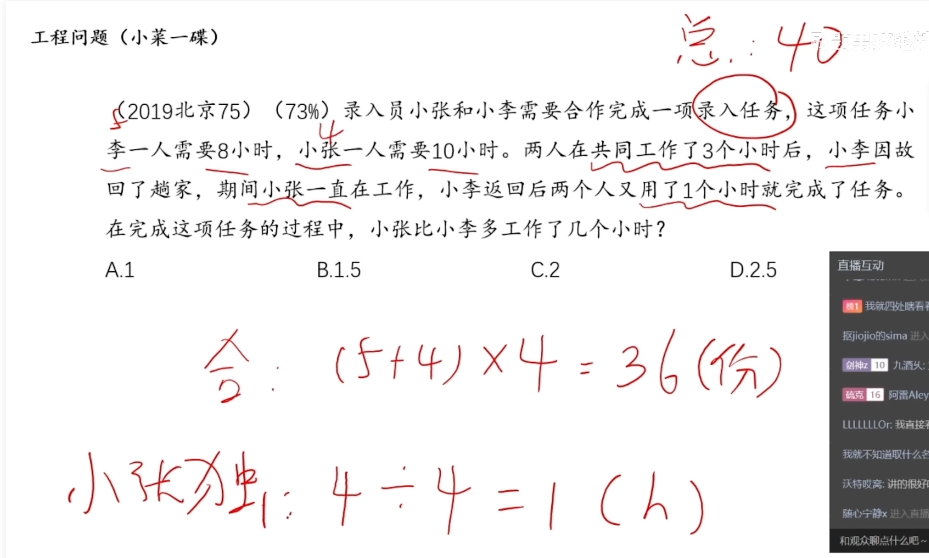 工程问题（小菜一碟）
总：40
5
（2019北京75）（73%）录入员小张和小李需要合作完成一项录入任务，这项任务小
4
李一人需要8小时，小张一人需要10小时。两人在共同工作了3个小时后，小李因故
回了趟家，期间小张一直在工作，小李返回后两个人又用了1个小时就完成了任务。
在完成这项任务的过程中，小张比小李多工作了几个小时？
A.1 B.1.5 C.2 D.2.5
合：(5+4)×4=36(份)
小张独：4÷4=1(h)
直播互动
我就四处瞎看看
抠jiojio的sima 进入
剑神z 10 九酒火:
硫克 16 阿雷Aley
LLLLLLLOr: 我直接
我就不知道取什么名
沃特哎窝: 讲的很好
随心宁静x 进入直播
和观众聊点什么吧~